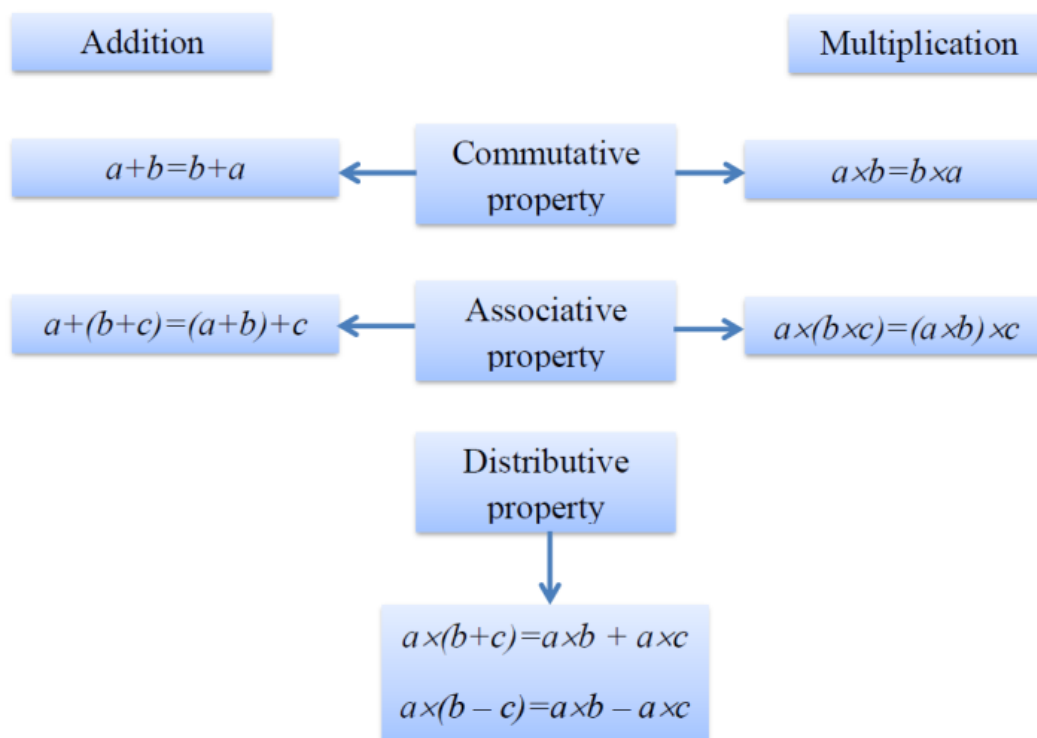 Addition
Multiplication
a+b=b+a
Commutative
property
a×b=b×a
a+(b+c)=(a+b)+c
Associative
property
a×(b×c)=(a×b)×c
Distributive
property
a×(b+c)=a×b + a×c
a×(b – c)=a×b – a×c